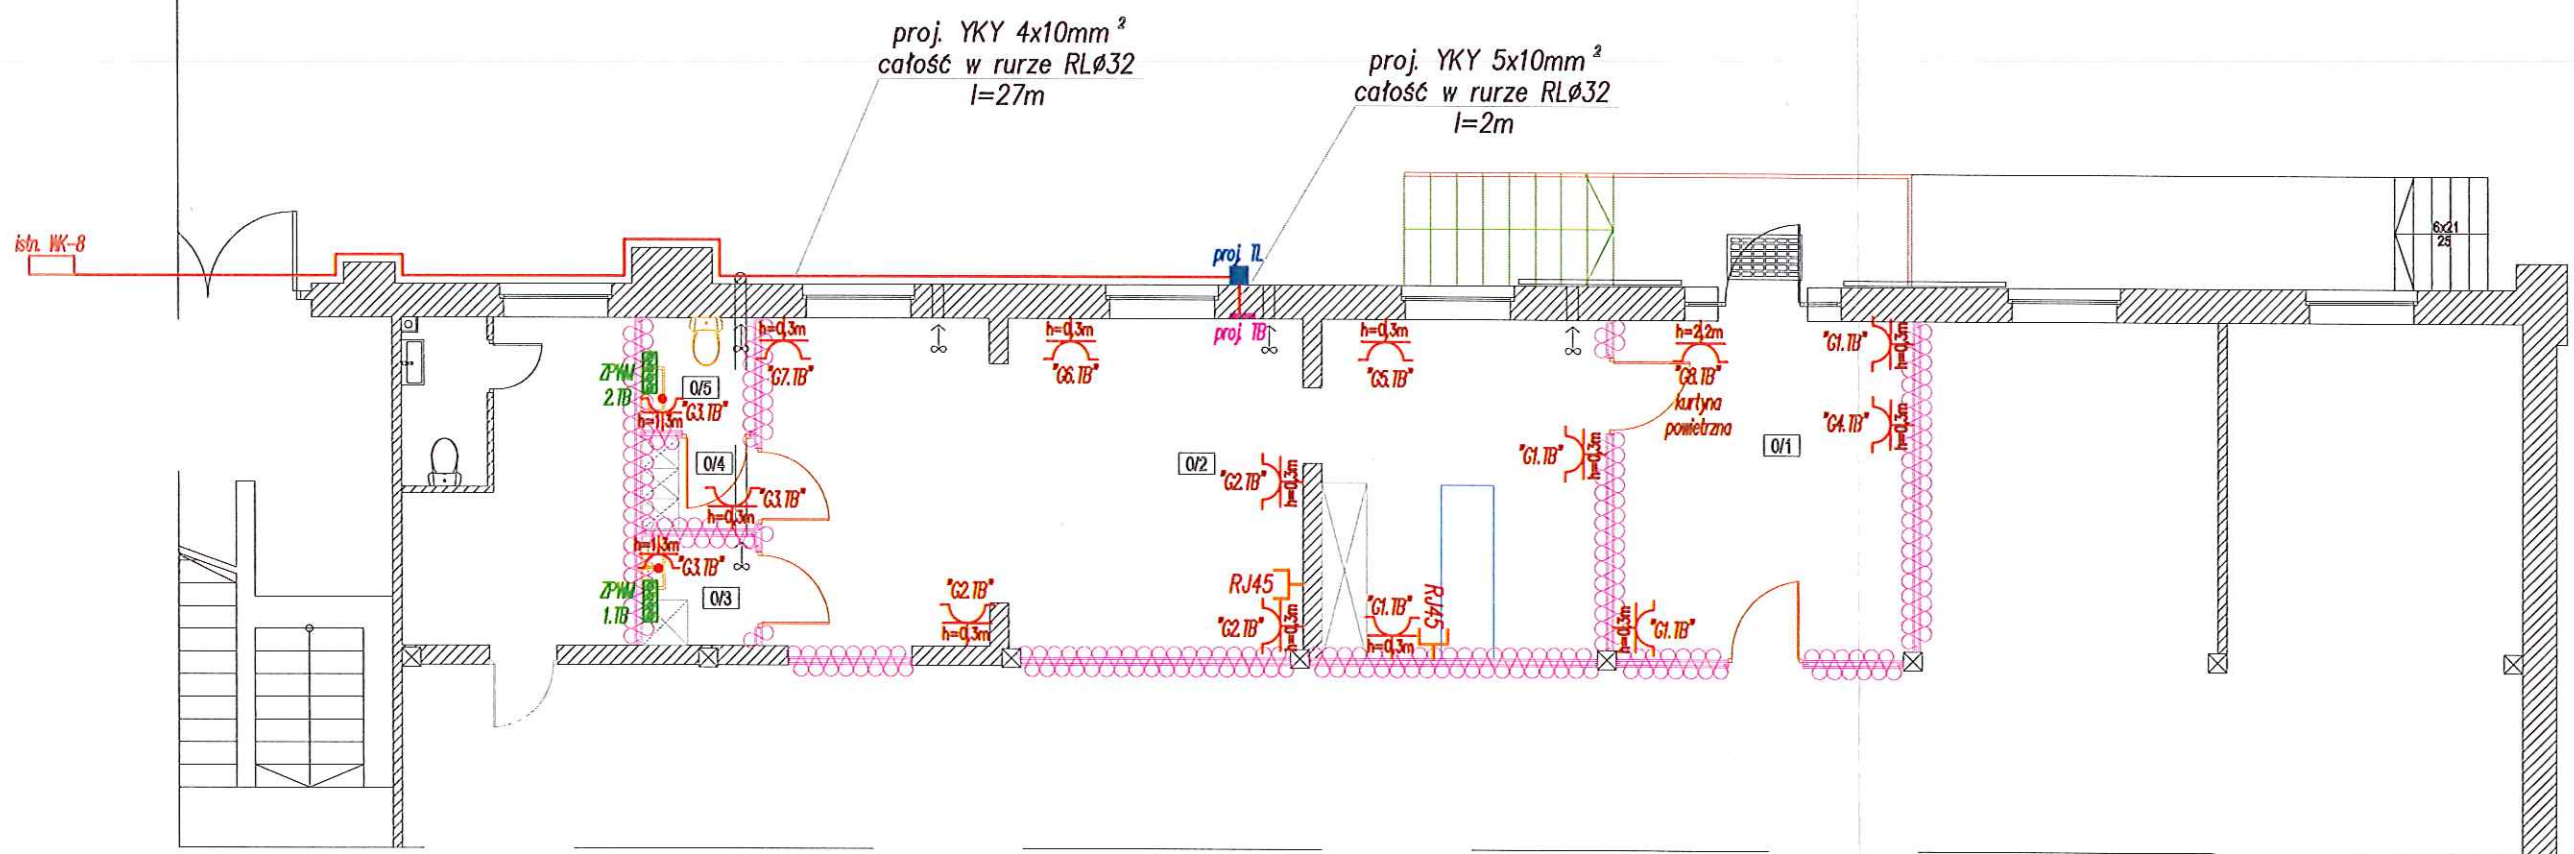 proj. YKY 4x10mm²
całość w rurze RLø32
l=27m
proj. YKY 5x10mm²
całość w rurze RLø32
l=2m
istn. WK-8
proj. TL
proj. TB
6x21
25
h=0,3m
"G7.TB"
h=0,3m
"G6.TB"
h=0,3m
"G5.TB"
h=2,2m
"G8.TB"
kurtyna
powietrzna
"G1.TB"
h=0,3m
"G4.TB"
h=0,3m
0/1
ZPWM
2.TB
0/5
"G3.TB"
h=1,3m
0/4
"G3.TB"
h=0,3m
h=1,3m
"G3.TB"
ZPWM
1.TB
0/3
0/2
"G2.TB"
h=0,3m
"G1.TB"
h=0,3m
"G2.TB"
h=0,3m
RJ45
"G2.TB"
h=0,3m
"G1.TB"
h=0,3m
RJ45
h=0,3m
"G1.TB"